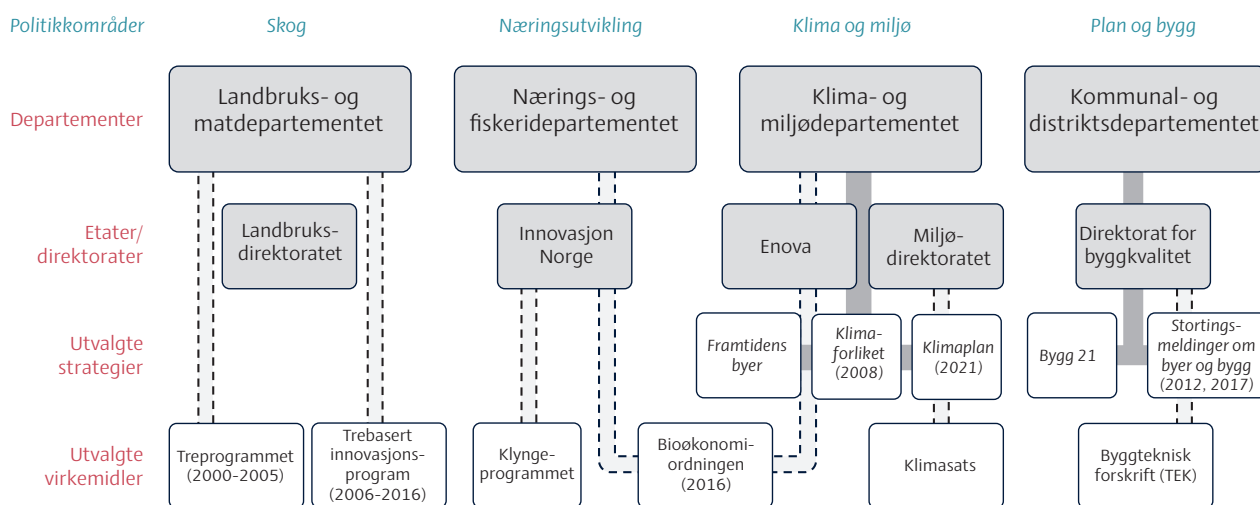 Politikkområder
Skog
Næringsutvikling
Klima og miljø
Plan og bygg
Departementer
Landbruks- og
matdepartementet
Nærings- og
fiskeridepartementet
Klima- og
miljødepartementet
Kommunal- og
distriktsdepartementet
Etater/
direktorater
Landbruks-
direktoratet
Innovasjon
Norge
Enova
Miljø-
direktoratet
Direktorat for
byggkvalitet
Utvalgte
strategier
Framtidens
byer
Klima-
forliket
(2008)
Klimaplan
(2021)
Bygg 21
Stortings-
meldinger om
byer og bygg
(2012, 2017)
Utvalgte
virkemidler
Treprogrammet
(2000-2005)
Trebasert
innovasjons-
program
(2006-2016)
Klynge-
programmet
Bioøkonomi-
ordningen
(2016)
Klimasats
Byggteknisk
forskrift (TEK)